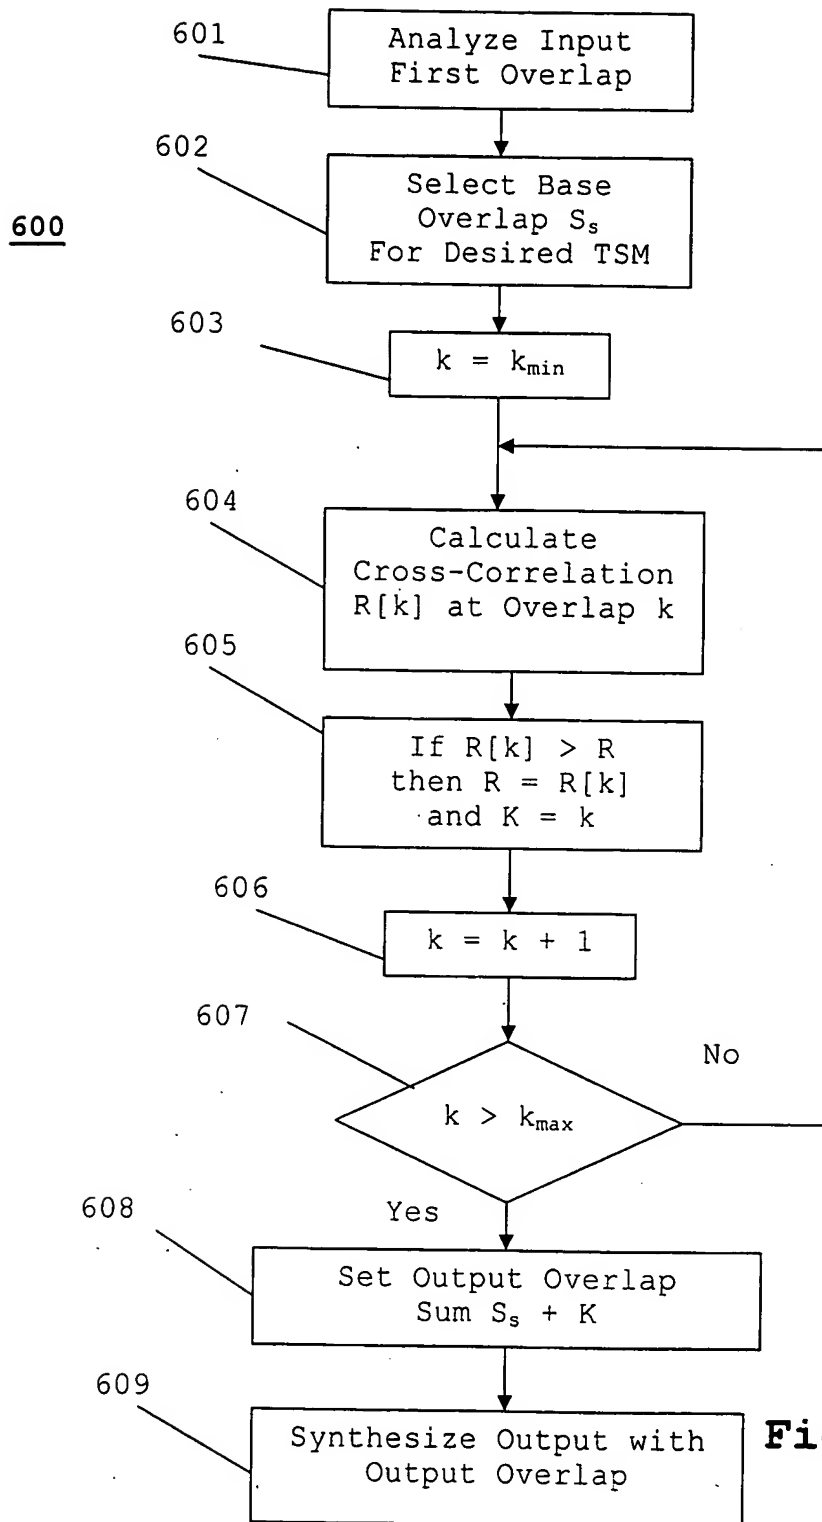 601
Analyze Input
First Overlap
602
Select Base
Overlap Sₛ
For Desired TSM
600
603
k = kₘᵢₙ
604
Calculate
Cross-Correlation
R[k] at Overlap k
605
If R[k] > R
then R = R[k]
and K = k
606
k = k + 1
607
No
k > kₘₐₓ
Yes
608
Set Output Overlap
Sum Sₛ + K
609
Synthesize Output with
Output Overlap